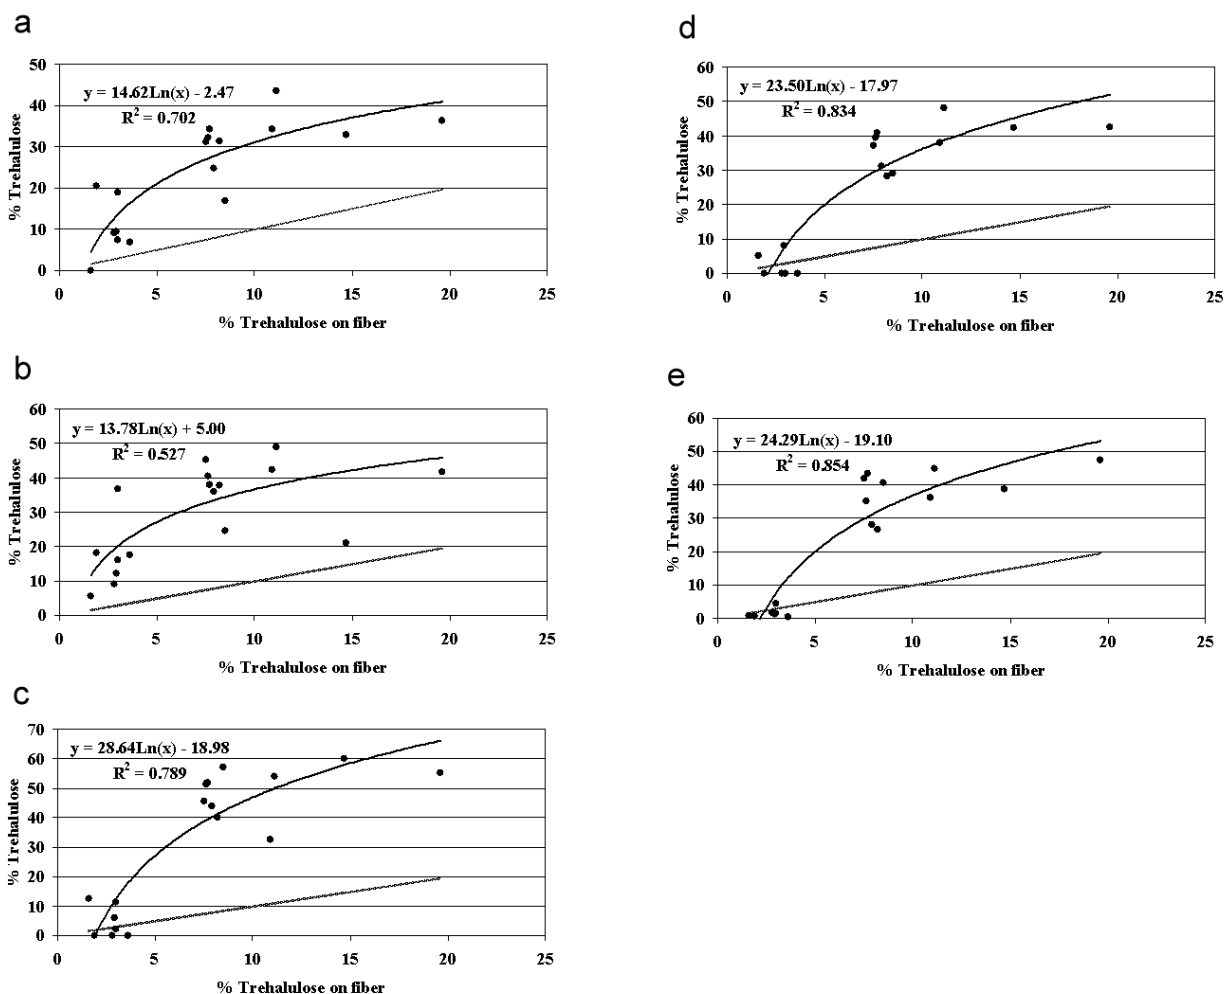 a
50
40
30
20
10
0
% Trehalulose
y = 14.62Ln(x) - 2.47
R² = 0.702
0 5 10 15 20 25
% Trehalulose on fiber
b
60
50
40
30
20
10
0
% Trehalulose
y = 13.78Ln(x) + 5.00
R² = 0.527
0 5 10 15 20 25
% Trehalulose on fiber
c
70
60
50
40
30
20
10
0
% Trehalulose
y = 28.64Ln(x) - 18.98
R² = 0.789
0 5 10 15 20 25
% Trehalulose on fiber
d
60
50
40
30
20
10
0
% Trehalulose
y = 23.50Ln(x) - 17.97
R² = 0.834
0 5 10 15 20 25
% Trehalulose on fiber
e
60
50
40
30
20
10
0
% Trehalulose
y = 24.29Ln(x) - 19.10
R² = 0.854
0 5 10 15 20 25
% Trehalulose on fiber